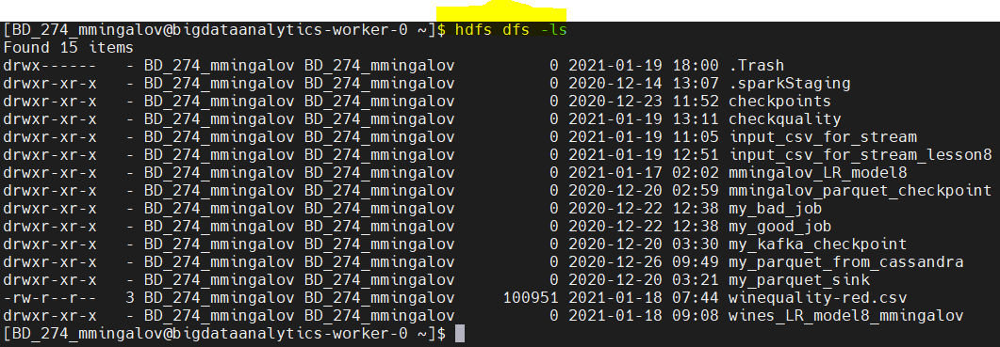 [BD_274_mmingalov@bigdataanalytics-worker-0 ~]$ hdfs dfs -ls
Found 15 items
drwx------   - BD_274_mmingalov BD_274_mmingalov          0 2021-01-19 18:00 .Trash
drwxr-xr-x   - BD_274_mmingalov BD_274_mmingalov          0 2020-12-14 13:07 .sparkStaging
drwxr-xr-x   - BD_274_mmingalov BD_274_mmingalov          0 2020-12-23 11:52 checkpoints
drwxr-xr-x   - BD_274_mmingalov BD_274_mmingalov          0 2021-01-19 13:11 checkquality
drwxr-xr-x   - BD_274_mmingalov BD_274_mmingalov          0 2021-01-19 11:05 input_csv_for_stream
drwxr-xr-x   - BD_274_mmingalov BD_274_mmingalov          0 2021-01-19 12:51 input_csv_for_stream_lesson8
drwxr-xr-x   - BD_274_mmingalov BD_274_mmingalov          0 2021-01-17 02:02 mmingalov_LR_model8
drwxr-xr-x   - BD_274_mmingalov BD_274_mmingalov          0 2020-12-20 02:59 mmingalov_parquet_checkpoint
drwxr-xr-x   - BD_274_mmingalov BD_274_mmingalov          0 2020-12-22 12:38 my_bad_job
drwxr-xr-x   - BD_274_mmingalov BD_274_mmingalov          0 2020-12-22 12:38 my_good_job
drwxr-xr-x   - BD_274_mmingalov BD_274_mmingalov          0 2020-12-20 03:30 my_kafka_checkpoint
drwxr-xr-x   - BD_274_mmingalov BD_274_mmingalov          0 2020-12-26 09:49 my_parquet_from_cassandra
drwxr-xr-x   - BD_274_mmingalov BD_274_mmingalov          0 2020-12-20 03:21 my_parquet_sink
-rw-r--r--   3 BD_274_mmingalov BD_274_mmingalov     100951 2021-01-18 07:44 winequality-red.csv
drwxr-xr-x   - BD_274_mmingalov BD_274_mmingalov          0 2021-01-18 09:08 wines_LR_model8_mmingalov
[BD_274_mmingalov@bigdataanalytics-worker-0 ~]$